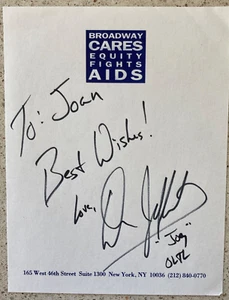 BROADWAY
CARES
EQUITY
FIGHTS
AIDS
To: Joan
Best Wishes!
Love,
"Joey"
OLTL
165 West 46th Street Suite 1300 New York, NY 10036 (212) 840-0770